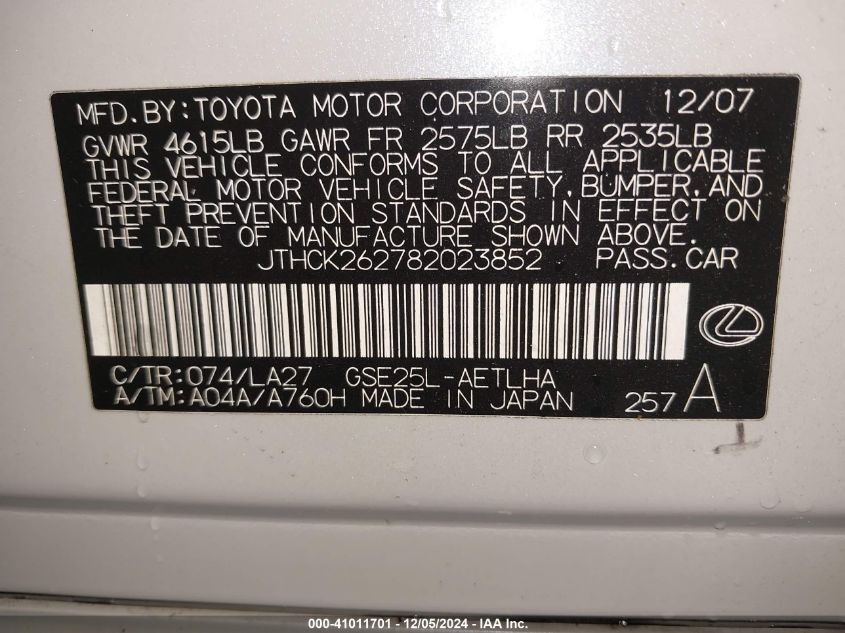 MFD.BY:TOYOTA MOTOR CORPORATION 12/07
GVWR 4615LB GAWR FR 2575LB RR 2535LB
THIS VEHICLE CONFORMS TO ALL APPLICABLE
FEDERAL MOTOR VEHICLE SAFETY,BUMPER,AND
THEFT PREVENTION STANDARDS IN EFFECT ON
THE DATE OF MANUFACTURE SHOWN ABOVE.
JTHCK262782023852 PASS.CAR
C/TR:074/LA27 GSE25L-AETLHA
A/TM:A04A/A760H MADE IN JAPAN 257A
000-41011701 - 12/05/2024 - IAA Inc.